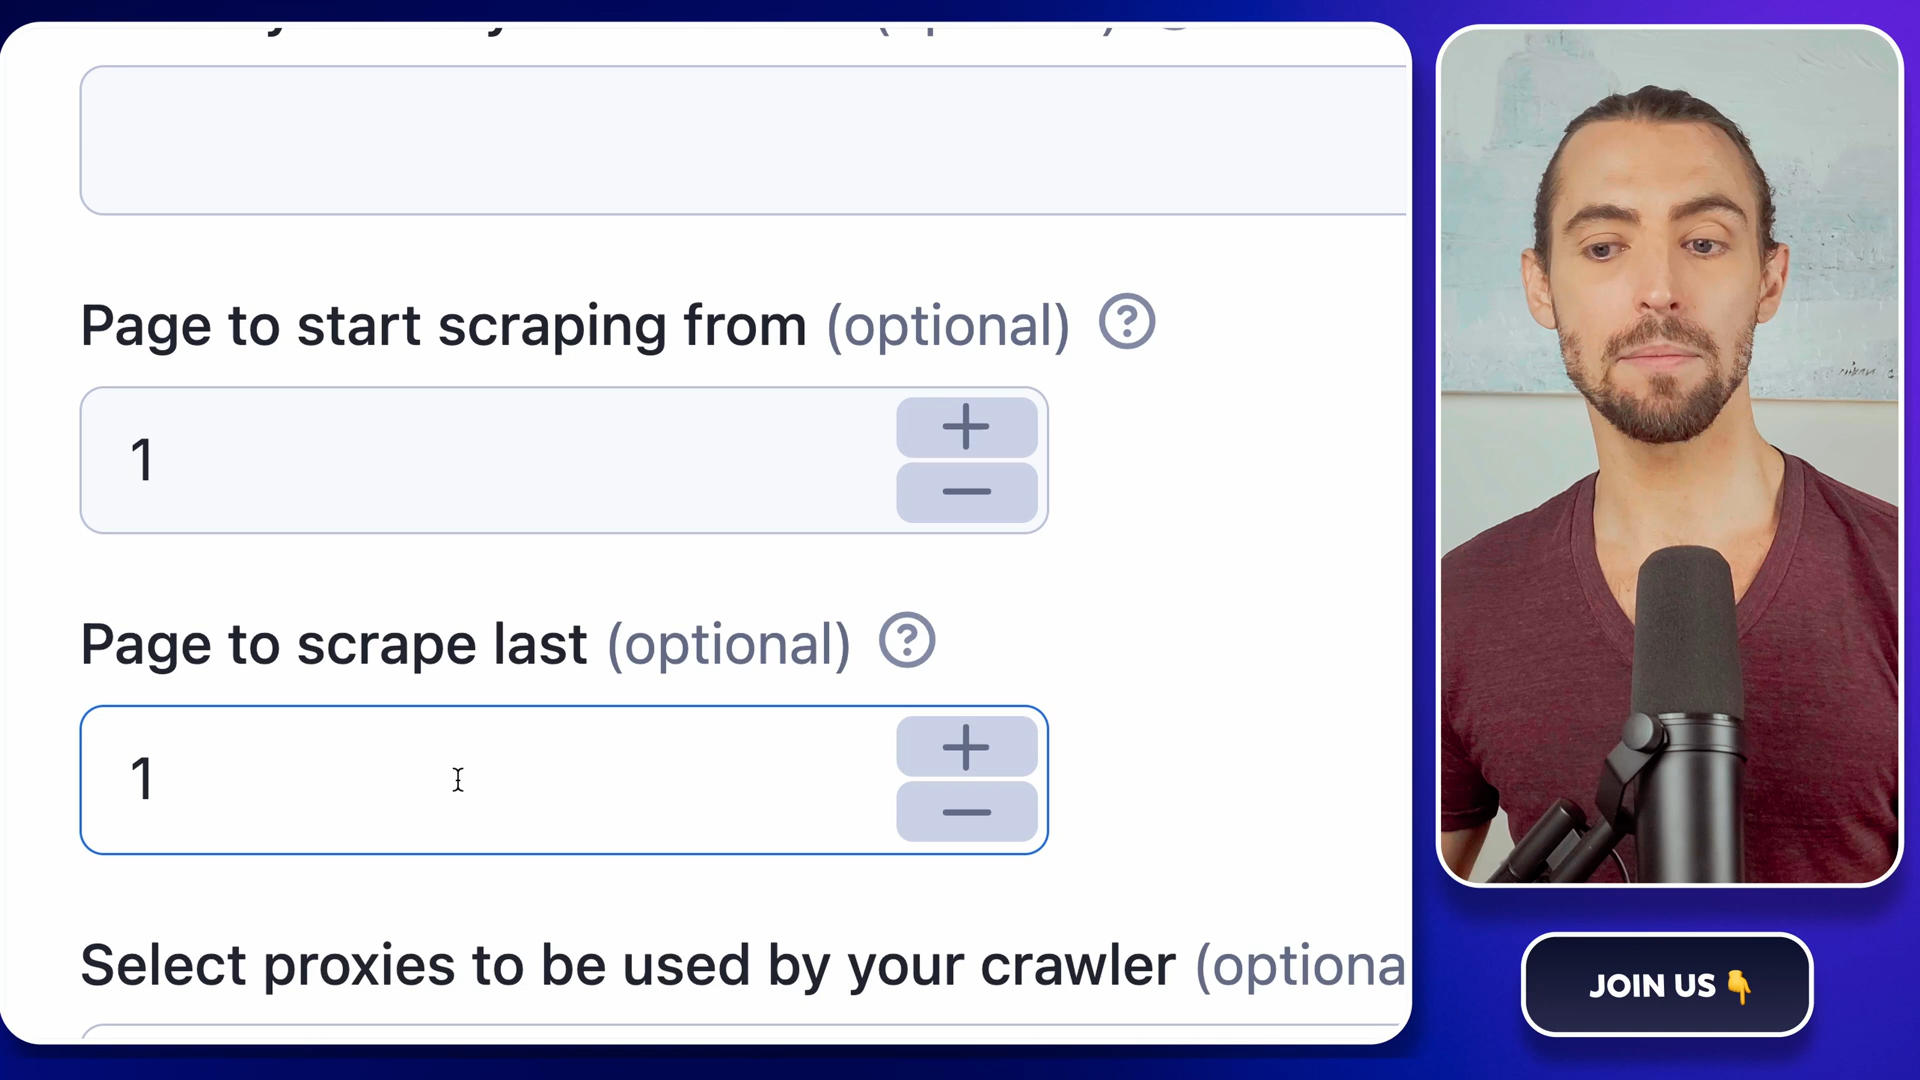 Page to start scraping from (optional)
1
Page to scrape last (optional)
1
Select proxies to be used by your crawler (optiona
JOIN US 👇